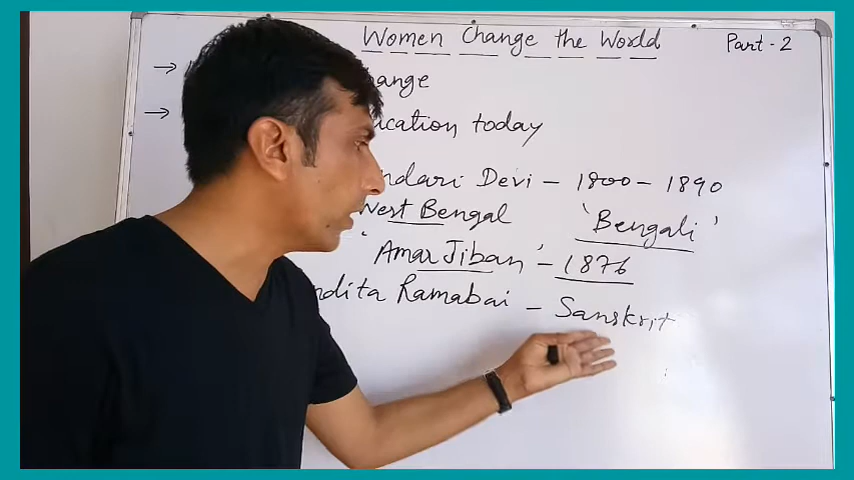 Women Change the World Part - 2
→
ange
→ ucation today
ndari Devi - 1800 - 1890
West Bengal 'Bengali'
'Amar Jiban' - 1876
ndita Ramabai - Sanskrit